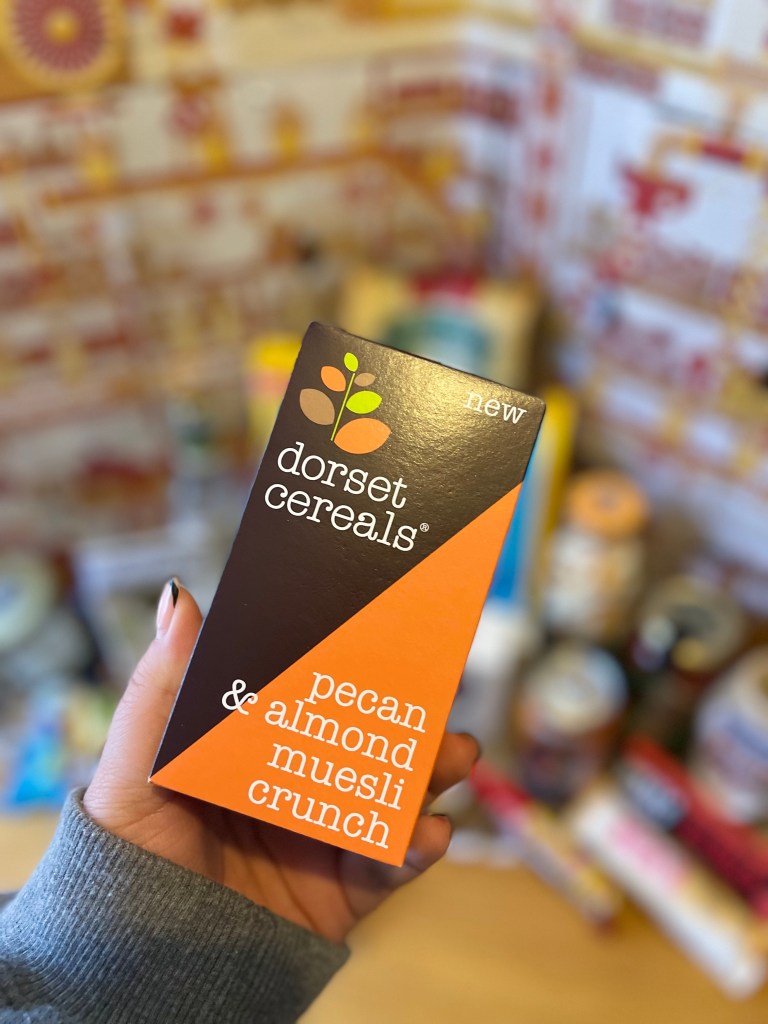 new
dorset
cereals®
pecan
& almond
muesli
crunch